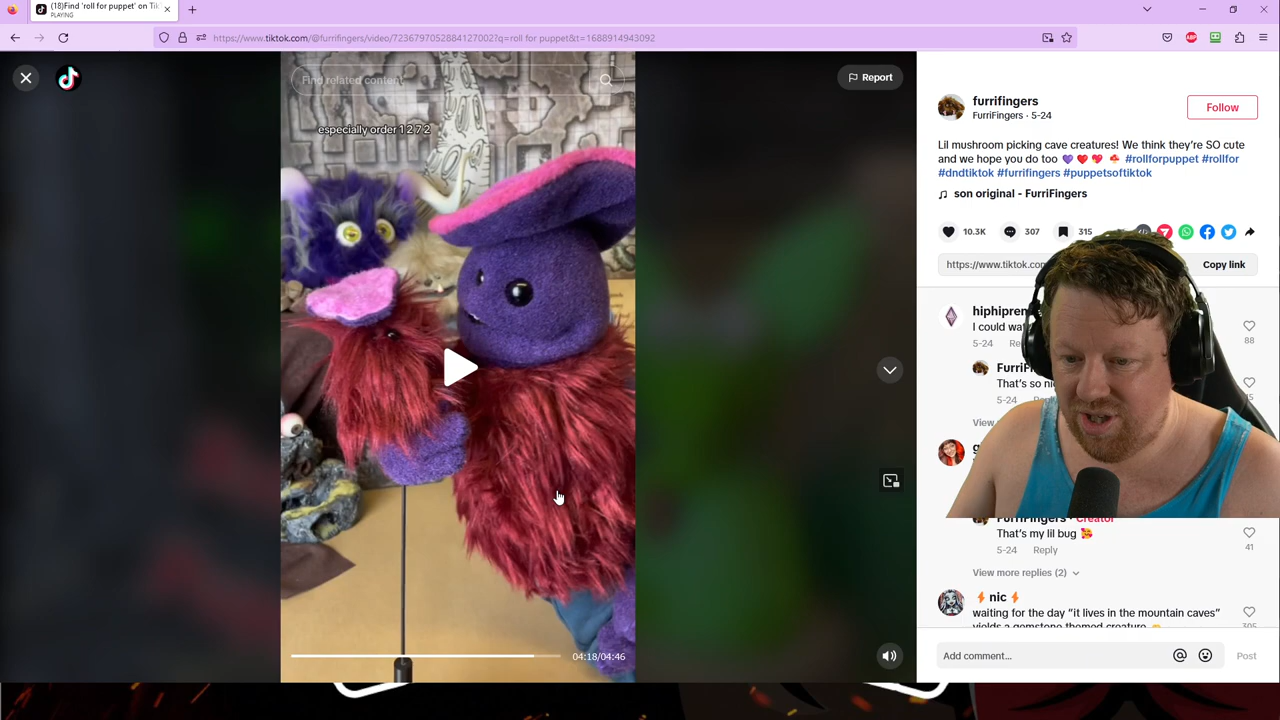 (18)Find 'roll for puppet' on Tik
PLAYING
https://www.tiktok.com/@furrifingers/video/7236797052884127002?q=roll for puppet&t=1688914943092
Find related content
Report
especially order 1 2 7 2
04:18/04:46
furrifingers
FurriFingers · 5-24
Follow
Lil mushroom picking cave creatures! We think they're SO cute
and we hope you do too 💜 ❤️ 💖 🍄 #rollforpuppet #rollfor
#dndtiktok #furrifingers #puppetsoftiktok
son original - FurriFingers
10.3K
307
315
https://www.tiktok.com
Copy link
I could
88
5-24
That's so
5-24
View
FurriFingers · Creator
That's my lil bug 🥰
5-24 Reply
41
View more replies (2)
⚡ nic ⚡
waiting for the day “it lives in the mountain caves”
yields a gemstone themed creature
305
Add comment...
Post